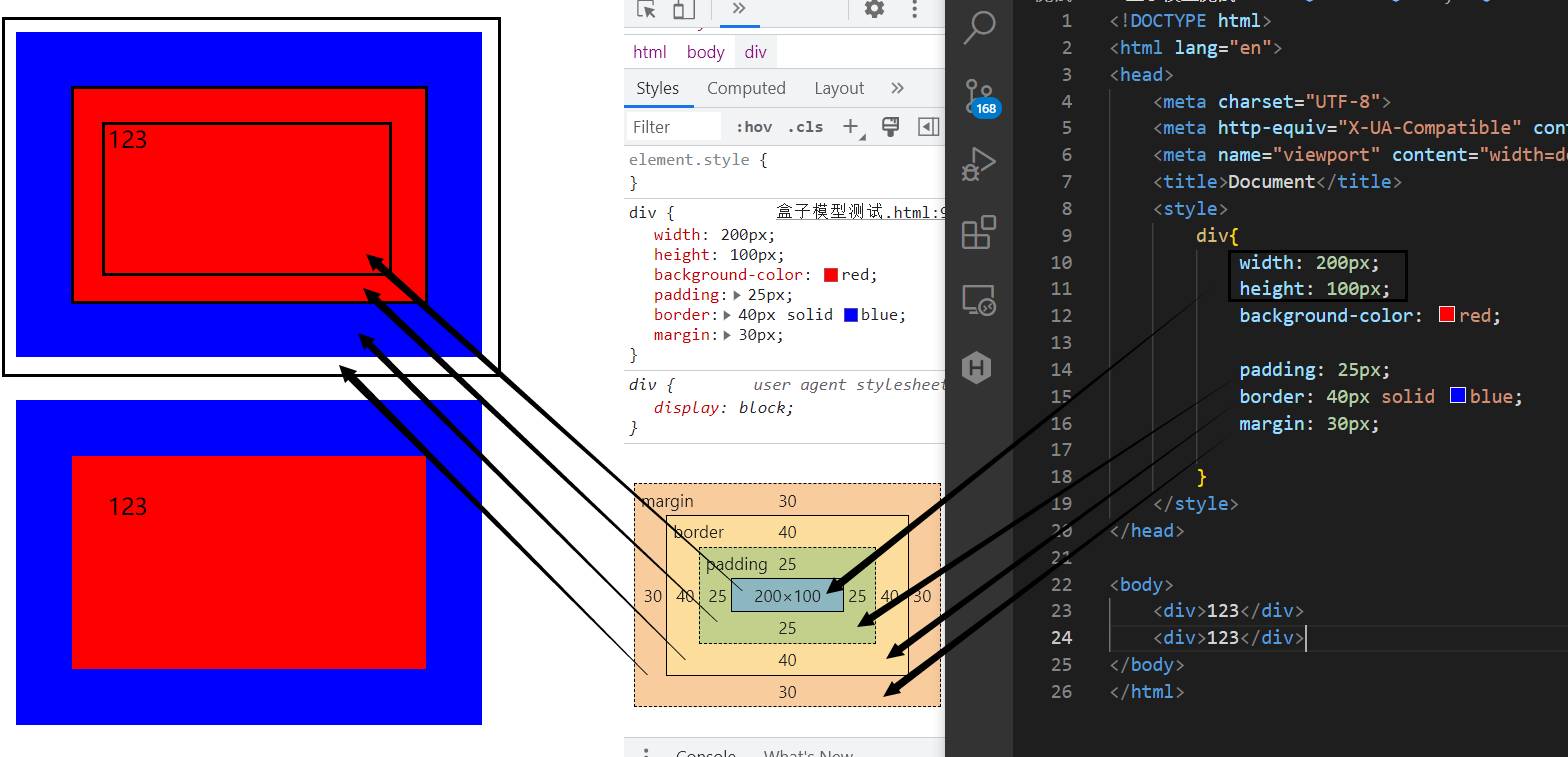 123
123
html body div
Styles Computed Layout »
Filter :hov .cls +
element.style {
}
div { 盒子模型测试.html:9
width: 200px;
height: 100px;
background-color: red;
padding: 25px;
border: 40px solid blue;
margin: 30px;
}
div { user agent stylesheet
display: block;
}
margin 30
border 40
padding 25
30 40 25 200×100 25 40 30
25
40
30
Console What's New
168
1 <!DOCTYPE html>
2 <html lang="en">
3 <head>
4 <meta charset="UTF-8">
5 <meta http-equiv="X-UA-Compatible" con
6 <meta name="viewport" content="width=de
7 <title>Document</title>
8 <style>
9 div{
10 width: 200px;
11 height: 100px;
12 background-color: red;
13
14 padding: 25px;
15 border: 40px solid blue;
16 margin: 30px;
17
18 }
19 </style>
20 </head>
21
22 <body>
23 <div>123</div>
24 <div>123</div>
25 </body>
26 </html>